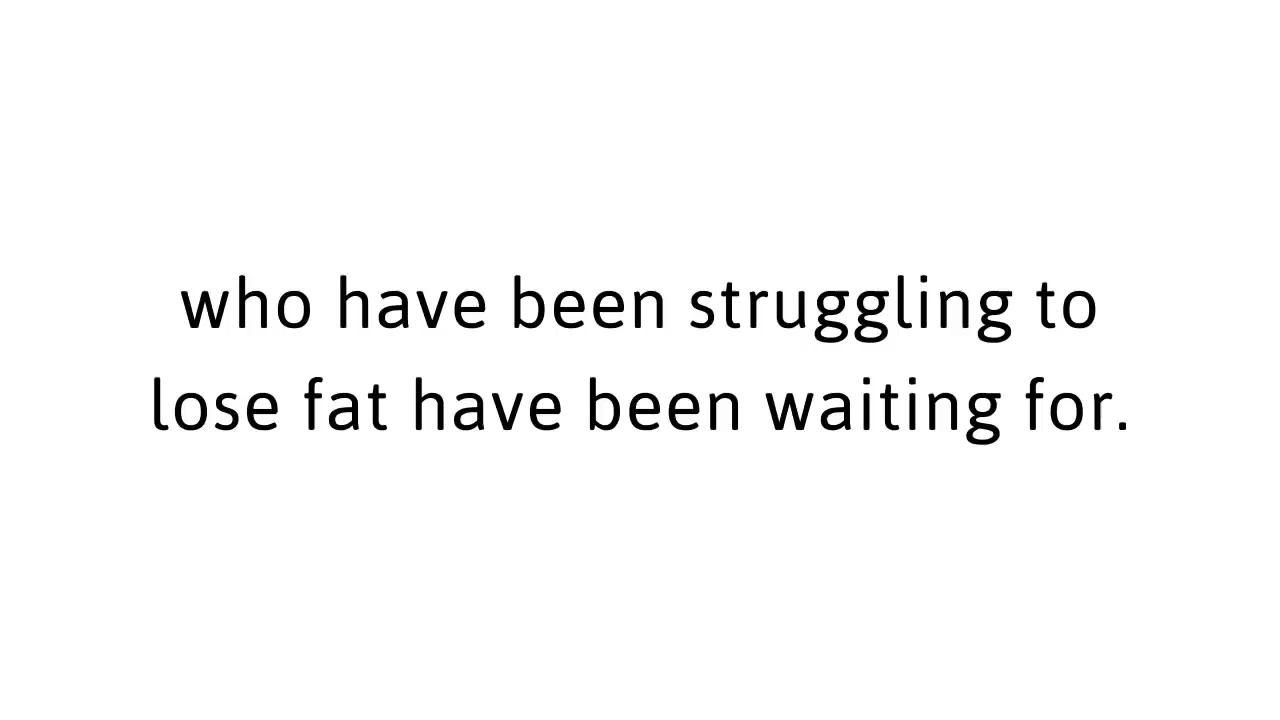 who have been struggling to
lose fat have been waiting for.